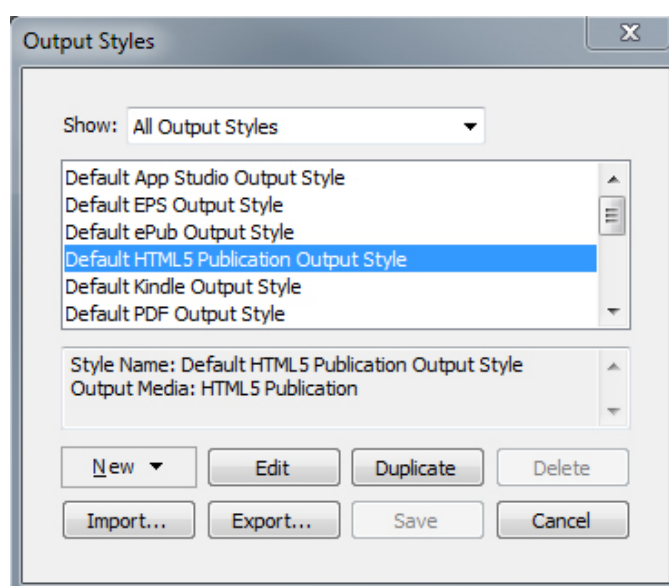 Output Styles
Show: All Output Styles
Default App Studio Output Style
Default EPS Output Style
Default ePub Output Style
Default HTML5 Publication Output Style
Default Kindle Output Style
Default PDF Output Style
Style Name: Default HTML5 Publication Output Style
Output Media: HTML5 Publication
New Edit Duplicate Delete
Import... Export... Save Cancel